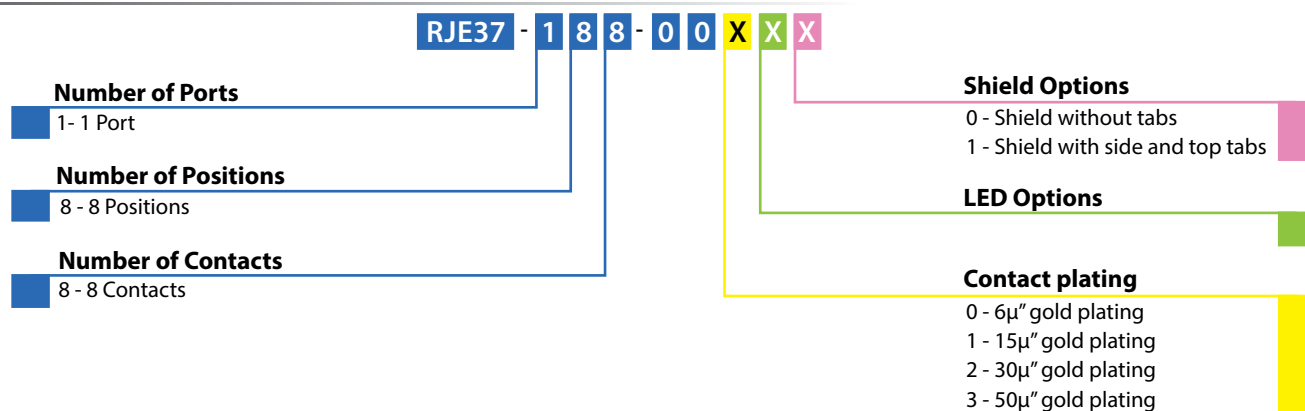 RJE37 - 1 8 8 - 0 0 X X X
Number of Ports
1- 1 Port
Number of Positions
8 - 8 Positions
Number of Contacts
8 - 8 Contacts
Shield Options
0 - Shield without tabs
1 - Shield with side and top tabs
LED Options
Contact plating
0 - 6µ” gold plating
1 - 15µ” gold plating
2 - 30µ” gold plating
3 - 50µ” gold plating